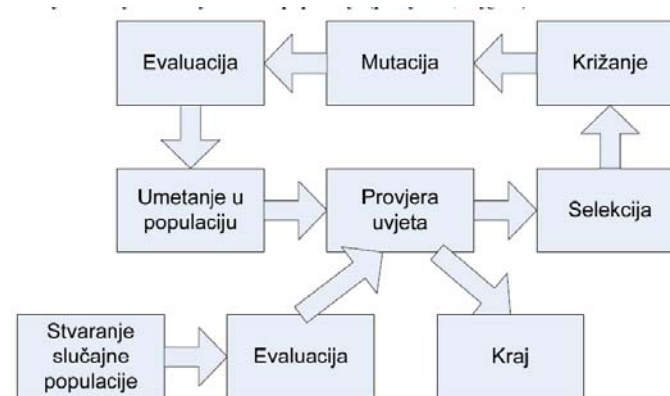 Evaluacija
Mutacija
Križanje
Umetanje u
populaciju
Provjera
uvjeta
Selekcija
Stvaranje
slučajne
populacije
Evaluacija
Kraj